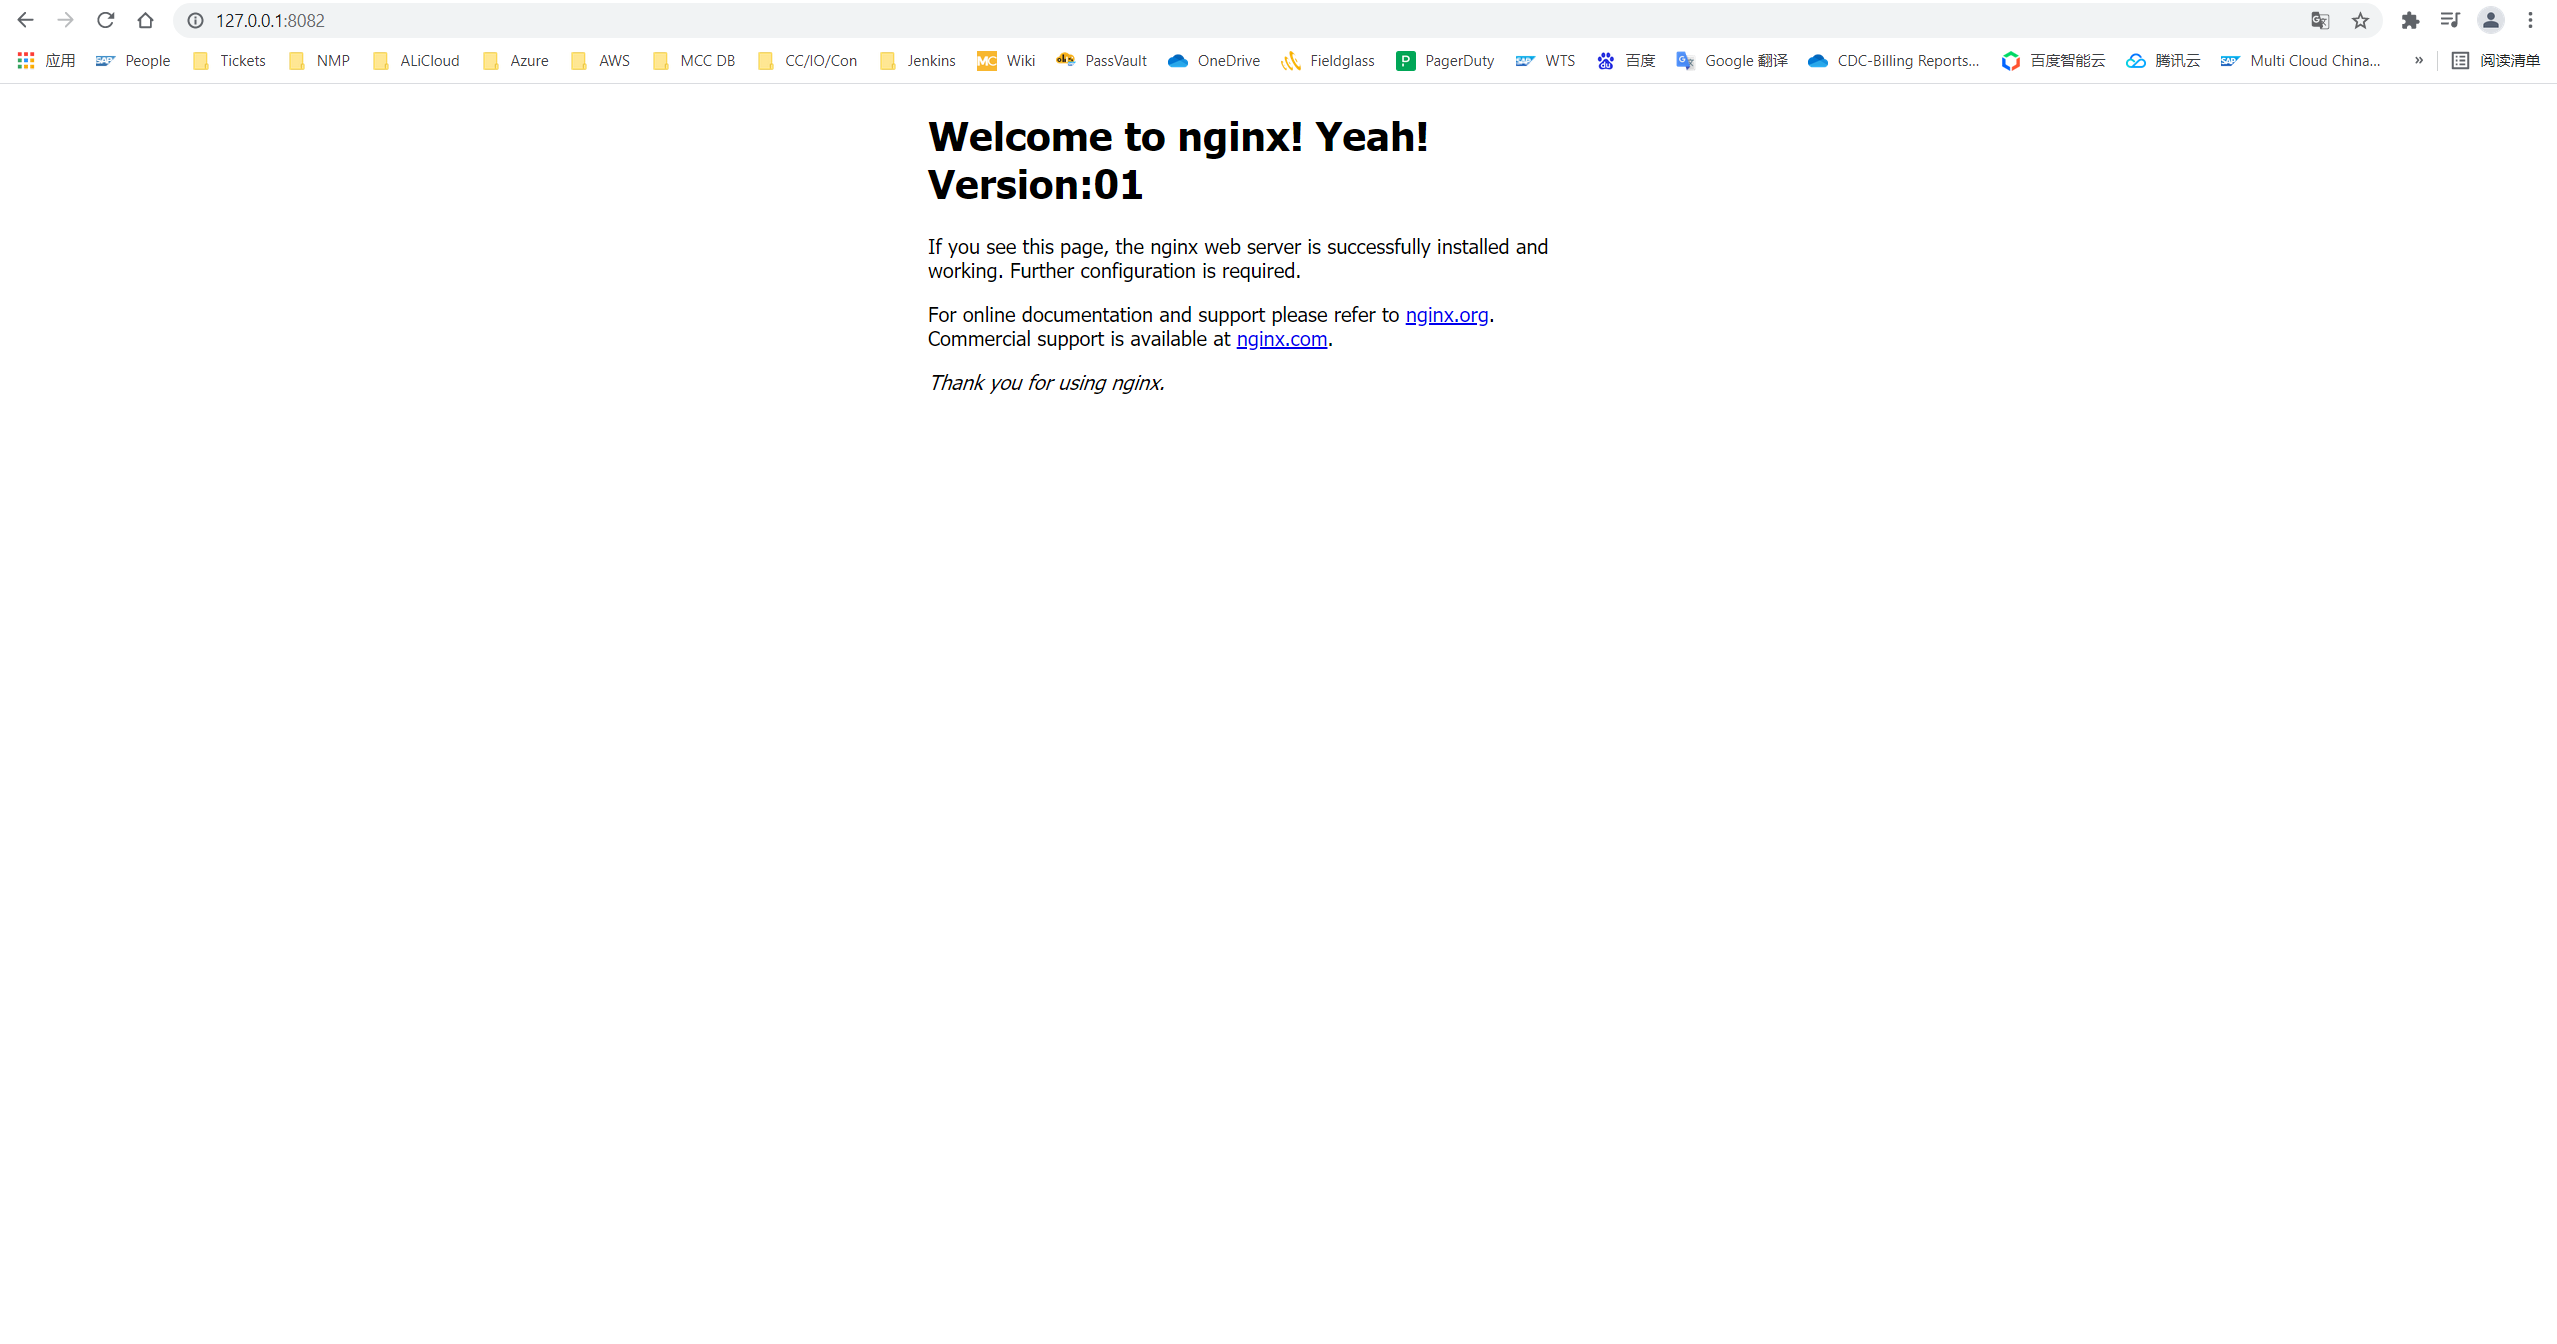 127.0.0.1:8082
应用 People Tickets NMP ALiCloud Azure AWS MCC DB CC/IO/Con Jenkins Wiki PassVault OneDrive Fieldglass PagerDuty WTS 百度 Google 翻译 CDC-Billing Reports... 百度智能云 腾讯云 Multi Cloud China... » 阅读清单
Welcome to nginx! Yeah!
Version:01
If you see this page, the nginx web server is successfully installed and
working. Further configuration is required.
For online documentation and support please refer to nginx.org.
Commercial support is available at nginx.com.
Thank you for using nginx.